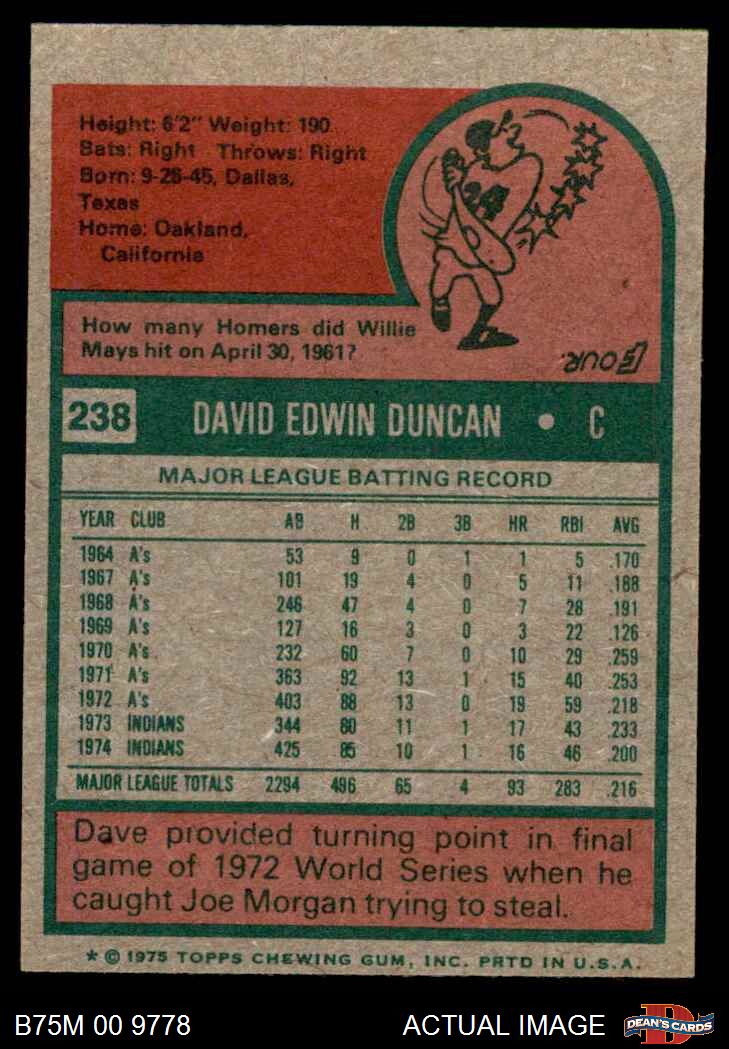 Height: 6'2" Weight: 190
Bats: Right Throws: Right
Born: 9-26-45, Dallas,
Texas
Home: Oakland,
California
24
How many Homers did Willie
Mays hit on April 30, 1961?
FOUR.
238 DAVID EDWIN DUNCAN • C
MAJOR LEAGUE BATTING RECORD
YEAR CLUB AB H 2B 3B HR RBI AVG
1964 A's 53 9 0 1 1 5 .170
1967 A's 101 19 4 0 5 11 .188
1968 A's 246 47 4 0 7 28 .191
1969 A's 127 16 3 0 3 22 .126
1970 A's 232 60 7 0 10 29 .259
1971 A's 363 92 13 1 15 40 .253
1972 A's 403 88 13 0 19 59 .218
1973 INDIANS 344 80 11 1 17 43 .233
1974 INDIANS 425 85 10 1 16 46 .200
MAJOR LEAGUE TOTALS 2294 496 65 4 93 283 .216
Dave provided turning point in final
game of 1972 World Series when he
caught Joe Morgan trying to steal.
* © 1975 TOPPS CHEWING GUM, INC. PRTD IN U.S.A.
B75M 00 9778 ACTUAL IMAGE DEAN'S CARDS